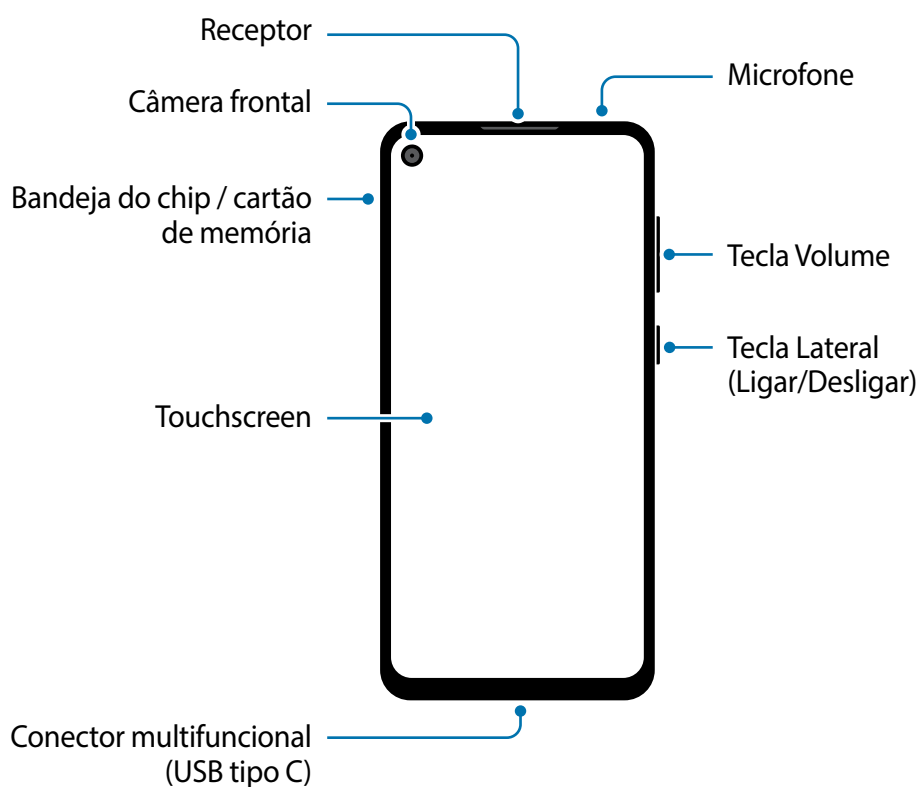 Receptor
Câmera frontal
Bandeja do chip / cartão
de memória
Touchscreen
Conector multifuncional
(USB tipo C)
Microfone
Tecla Volume
Tecla Lateral
(Ligar/Desligar)